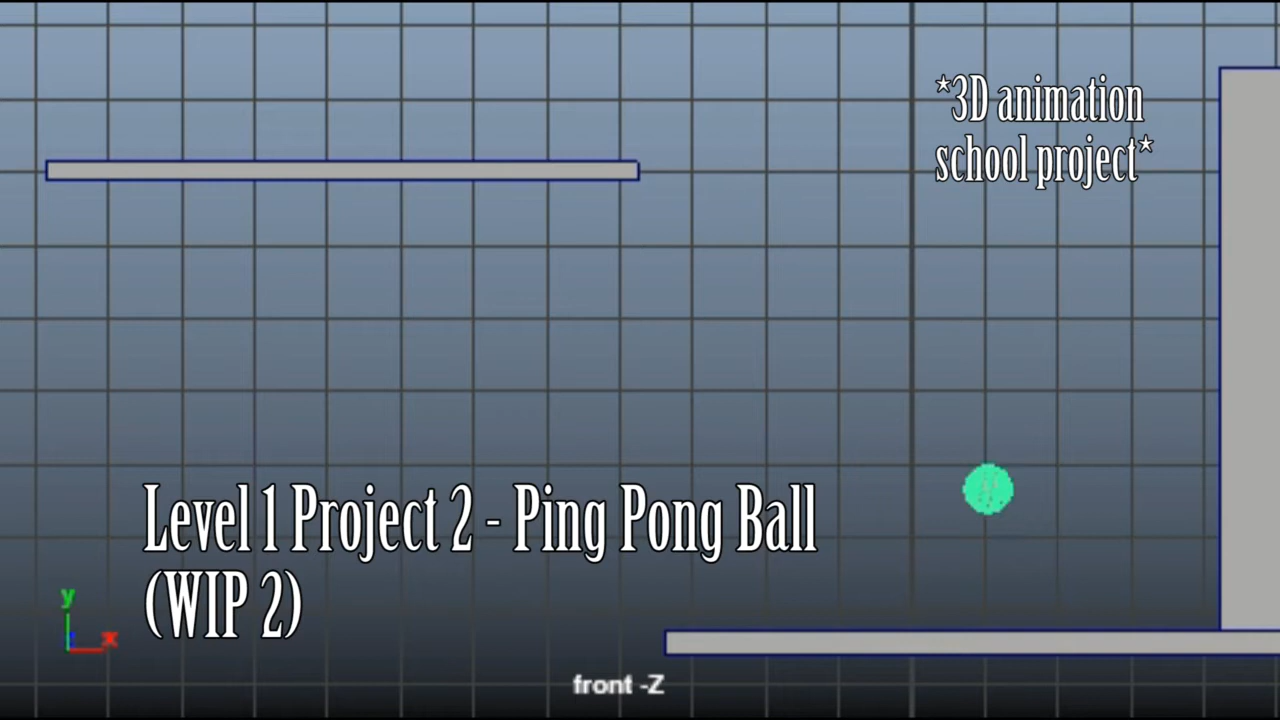 *3D animation
school project*
Level 1 Project 2 - Ping Pong Ball
(WIP 2)
y
x
front -Z